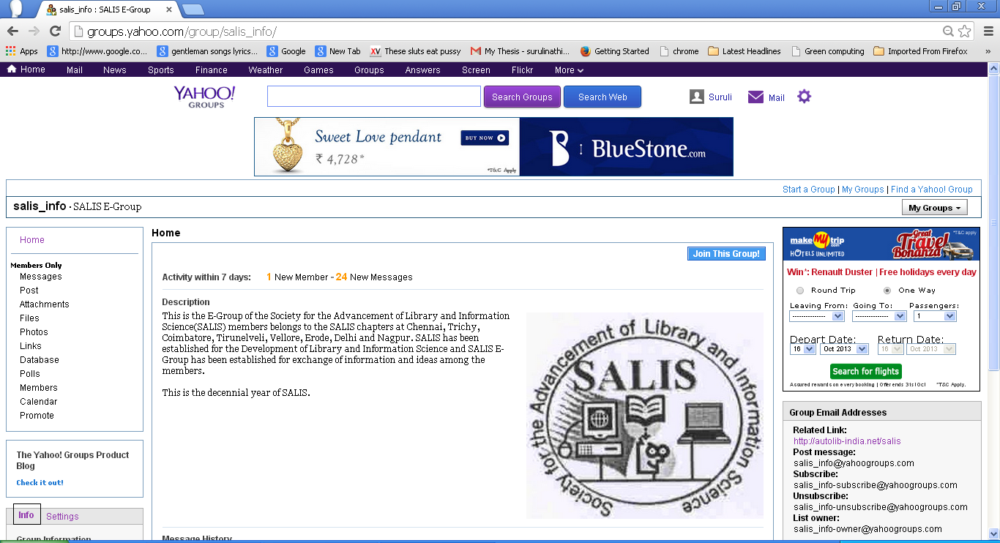 salis_info : SALIS E-Group
groups.yahoo.com/group/salis_info/
Apps http://www.google.co... gentleman songs lyrics... Google New Tab XV These sluts eat pussy My Thesis - surulinathi... Getting Started chrome Latest Headlines Green computing Imported From Firefox »
Home Mail News Sports Finance Weather Games Groups Answers Screen Flickr More
YAHOO! GROUPS
Search Groups
Search Web
Suruli
Mail
Sweet Love pendant
₹ 4,728*
BUY NOW
*T&C Apply
B BLUESTONE.com
Start a Group | My Groups | Find a Yahoo! Group
salis_info · SALIS E-Group
My Groups
Home
Members Only
Messages
Post
Attachments
Files
Photos
Links
Database
Polls
Members
Calendar
Promote
The Yahoo! Groups Product
Blog
Check it out!
Info Settings
Group Information
Home
Join This Group!
Activity within 7 days: 1 New Member - 24 New Messages
Description
This is the E-Group of the Society for the Advancement of Library and Information
Science(SALIS) members belongs to the SALIS chapters at Chennai, Trichy,
Coimbatore, Tirunelveli, Vellore, Erode, Delhi and Nagpur. SALIS has been
established for the Development of Library and Information Science and SALIS E-
Group has been established for exchange of information and ideas among the
members.
This is the decennial year of SALIS.
Society for the Advancement of Library and Information Science
SALIS
Message History
make my trip
HOTELS UNLIMITED
Great Travel Bonanza
*T&C apply
Win*: Renault Duster | Free holidays every day
Round Trip One Way
Leaving From: Going To: Passengers:
--------------- --------------- 1
Depart Date: Return Date:
16 Oct 2013 16 Oct 2013
Search for flights
Assured rewards on every booking | Offer ends 31st Oct *T&C Apply.
Group Email Addresses
Related Link:
http://autolib-india.net/salis
Post message:
salis_info@yahoogroups.com
Subscribe:
salis_info-subscribe@yahoogroups.com
Unsubscribe:
salis_info-unsubscribe@yahoogroups.com
List owner:
salis_info-owner@yahoogroups.com